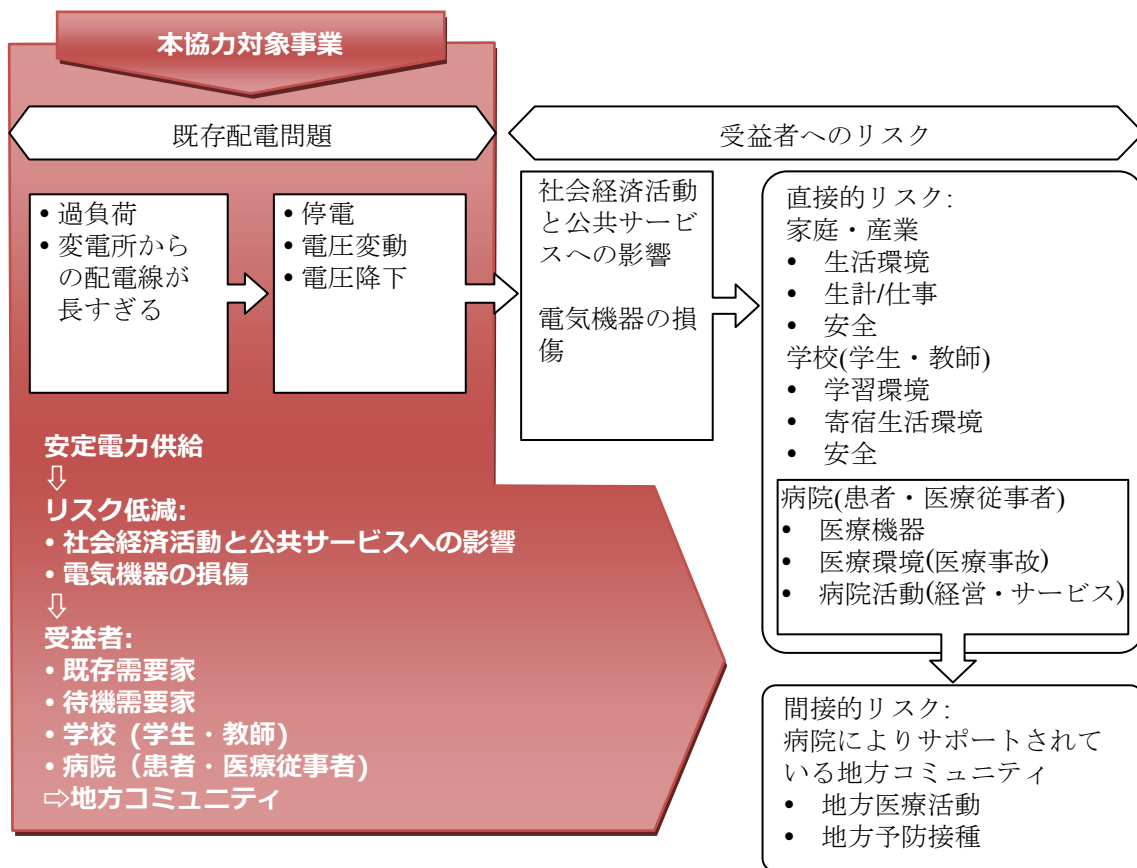 本協力対象事業
既存配電問題
受益者へのリスク
• 過負荷
• 変電所から
の配電線が
長すぎる
• 停電
• 電圧変動
• 電圧降下
社会経済活動
と公共サービ
スへの影響
電気機器の損
傷
直接的リスク:
家庭・産業
• 生活環境
• 生計/仕事
• 安全
学校(学生・教師)
• 学習環境
• 寄宿生活環境
• 安全
病院(患者・医療従事者)
• 医療機器
• 医療環境(医療事故)
• 病院活動(経営・サービス)
間接的リスク:
病院によりサポートされて
いる地方コミュニティ
• 地方医療活動
• 地方予防接種
安定電力供給
⇩
リスク低減:
• 社会経済活動と公共サービスへの影響
• 電気機器の損傷
⇩
受益者:
• 既存需要家
• 待機需要家
• 学校 (学生・教師)
• 病院（患者・医療従事者)
⇨地方コミュニティ